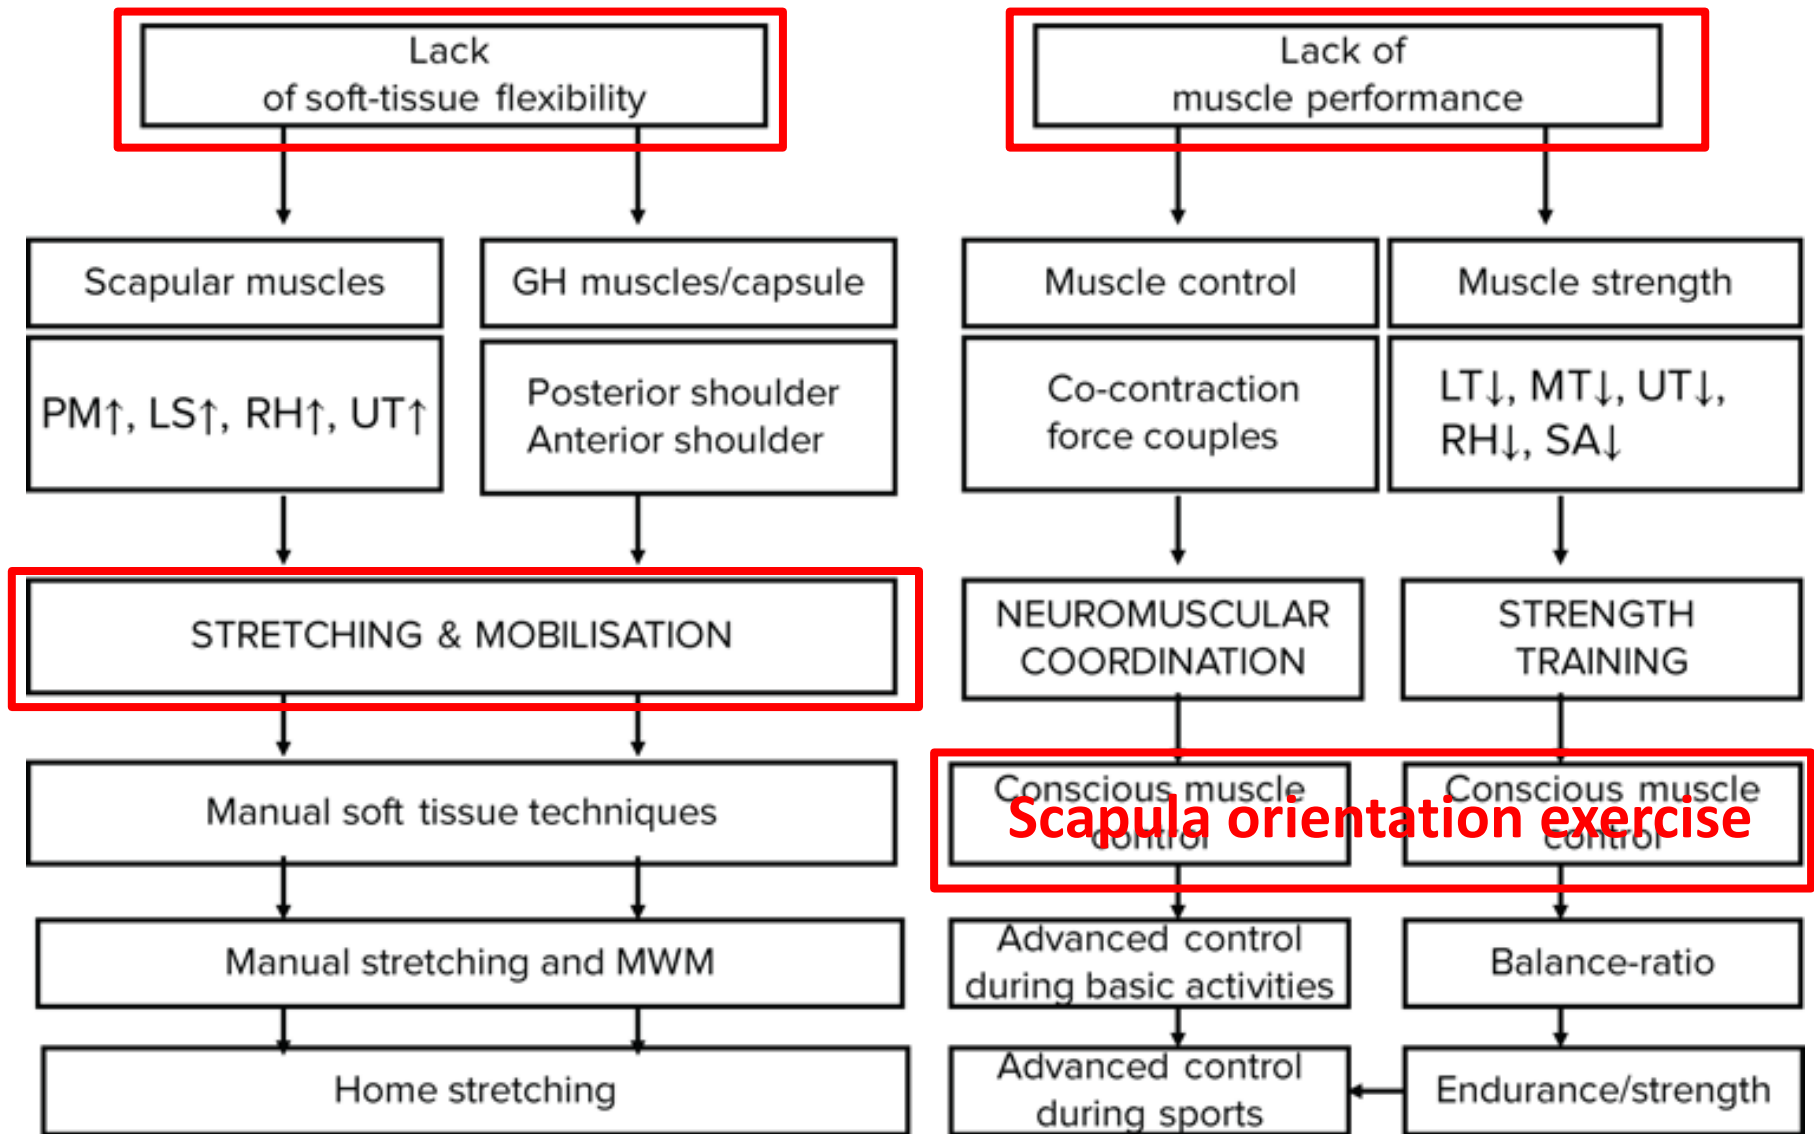 Lack
of soft-tissue flexibility
Lack of
muscle performance
Scapular muscles
GH muscles/capsule
Muscle control
Muscle strength
PM↑, LS↑, RH↑, UT↑
Posterior shoulder
Anterior shoulder
Co-contraction
force couples
LT↓, MT↓, UT↓,
RH↓, SA↓
STRETCHING & MOBILISATION
NEUROMUSCULAR
COORDINATION
STRENGTH
TRAINING
Manual soft tissue techniques
Conscious muscle
control
Conscious muscle
control
Scapula orientation exercise
Manual stretching and MWM
Advanced control
during basic activities
Balance-ratio
Home stretching
Advanced control
during sports
Endurance/strength